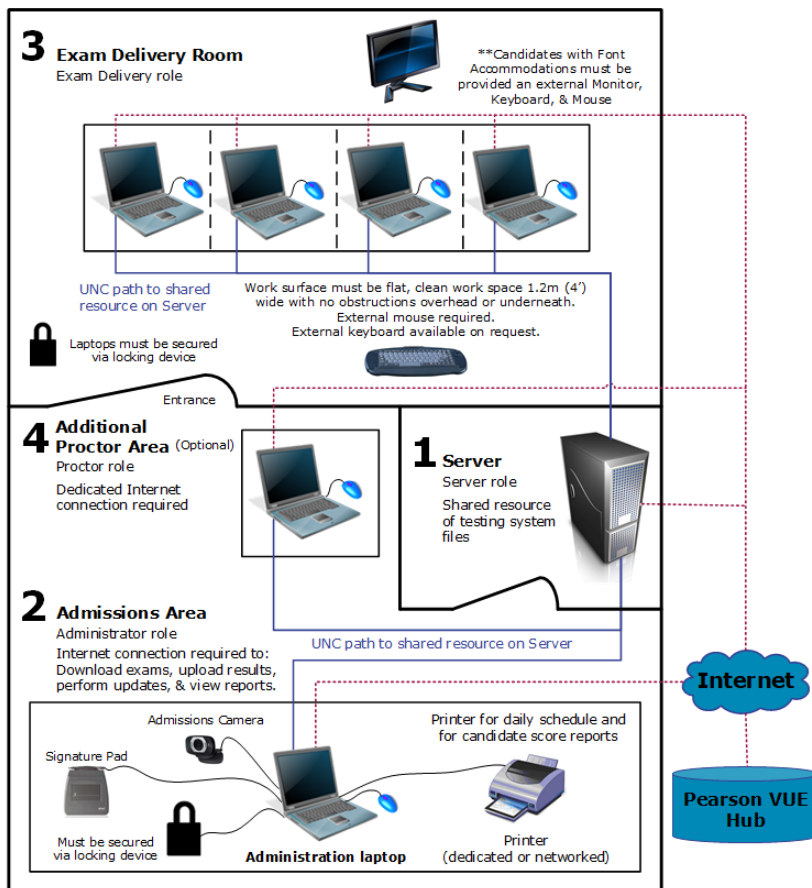 3 Exam Delivery Room
Exam Delivery role
**Candidates with Font
Accommodations must be
provided an external Monitor,
Keyboard, & Mouse
UNC path to shared
resource on Server
Work surface must be flat, clean work space 1.2m (4’)
wide with no obstructions overhead or underneath.
External mouse required.
External keyboard available on request.
Laptops must be secured
via locking device
Entrance
4 Additional
Proctor Area (Optional)
Proctor role
Dedicated Internet
connection required
1 Server
Server role
Shared resource
of testing system
files
2 Admissions Area
Administrator role
Internet connection required to:
Download exams, upload results,
perform updates, & view reports.
UNC path to shared resource on Server
Internet
Admissions Camera
Printer for daily schedule and
for candidate score reports
Signature Pad
Must be secured
via locking device
Administration laptop
Printer
(dedicated or networked)
Pearson VUE
Hub